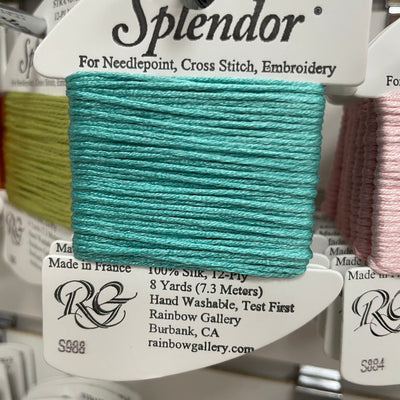 Splendor®
For Needlepoint, Cross Stitch, Embroidery
Made in France
100% Silk, 12-Ply
8 Yards (7.3 Meters)
Hand Washable, Test First
Rainbow Gallery
Burbank, CA
rainbowgallery.com
RG
S988
Made in
RG
S884
Fo